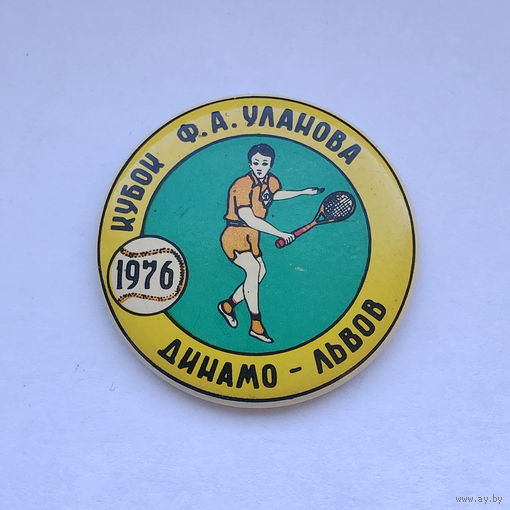 КУБОК Ф.А.УЛАНОВА
1976
ДИНАМО - ЛЬВОВ
www.ay.by